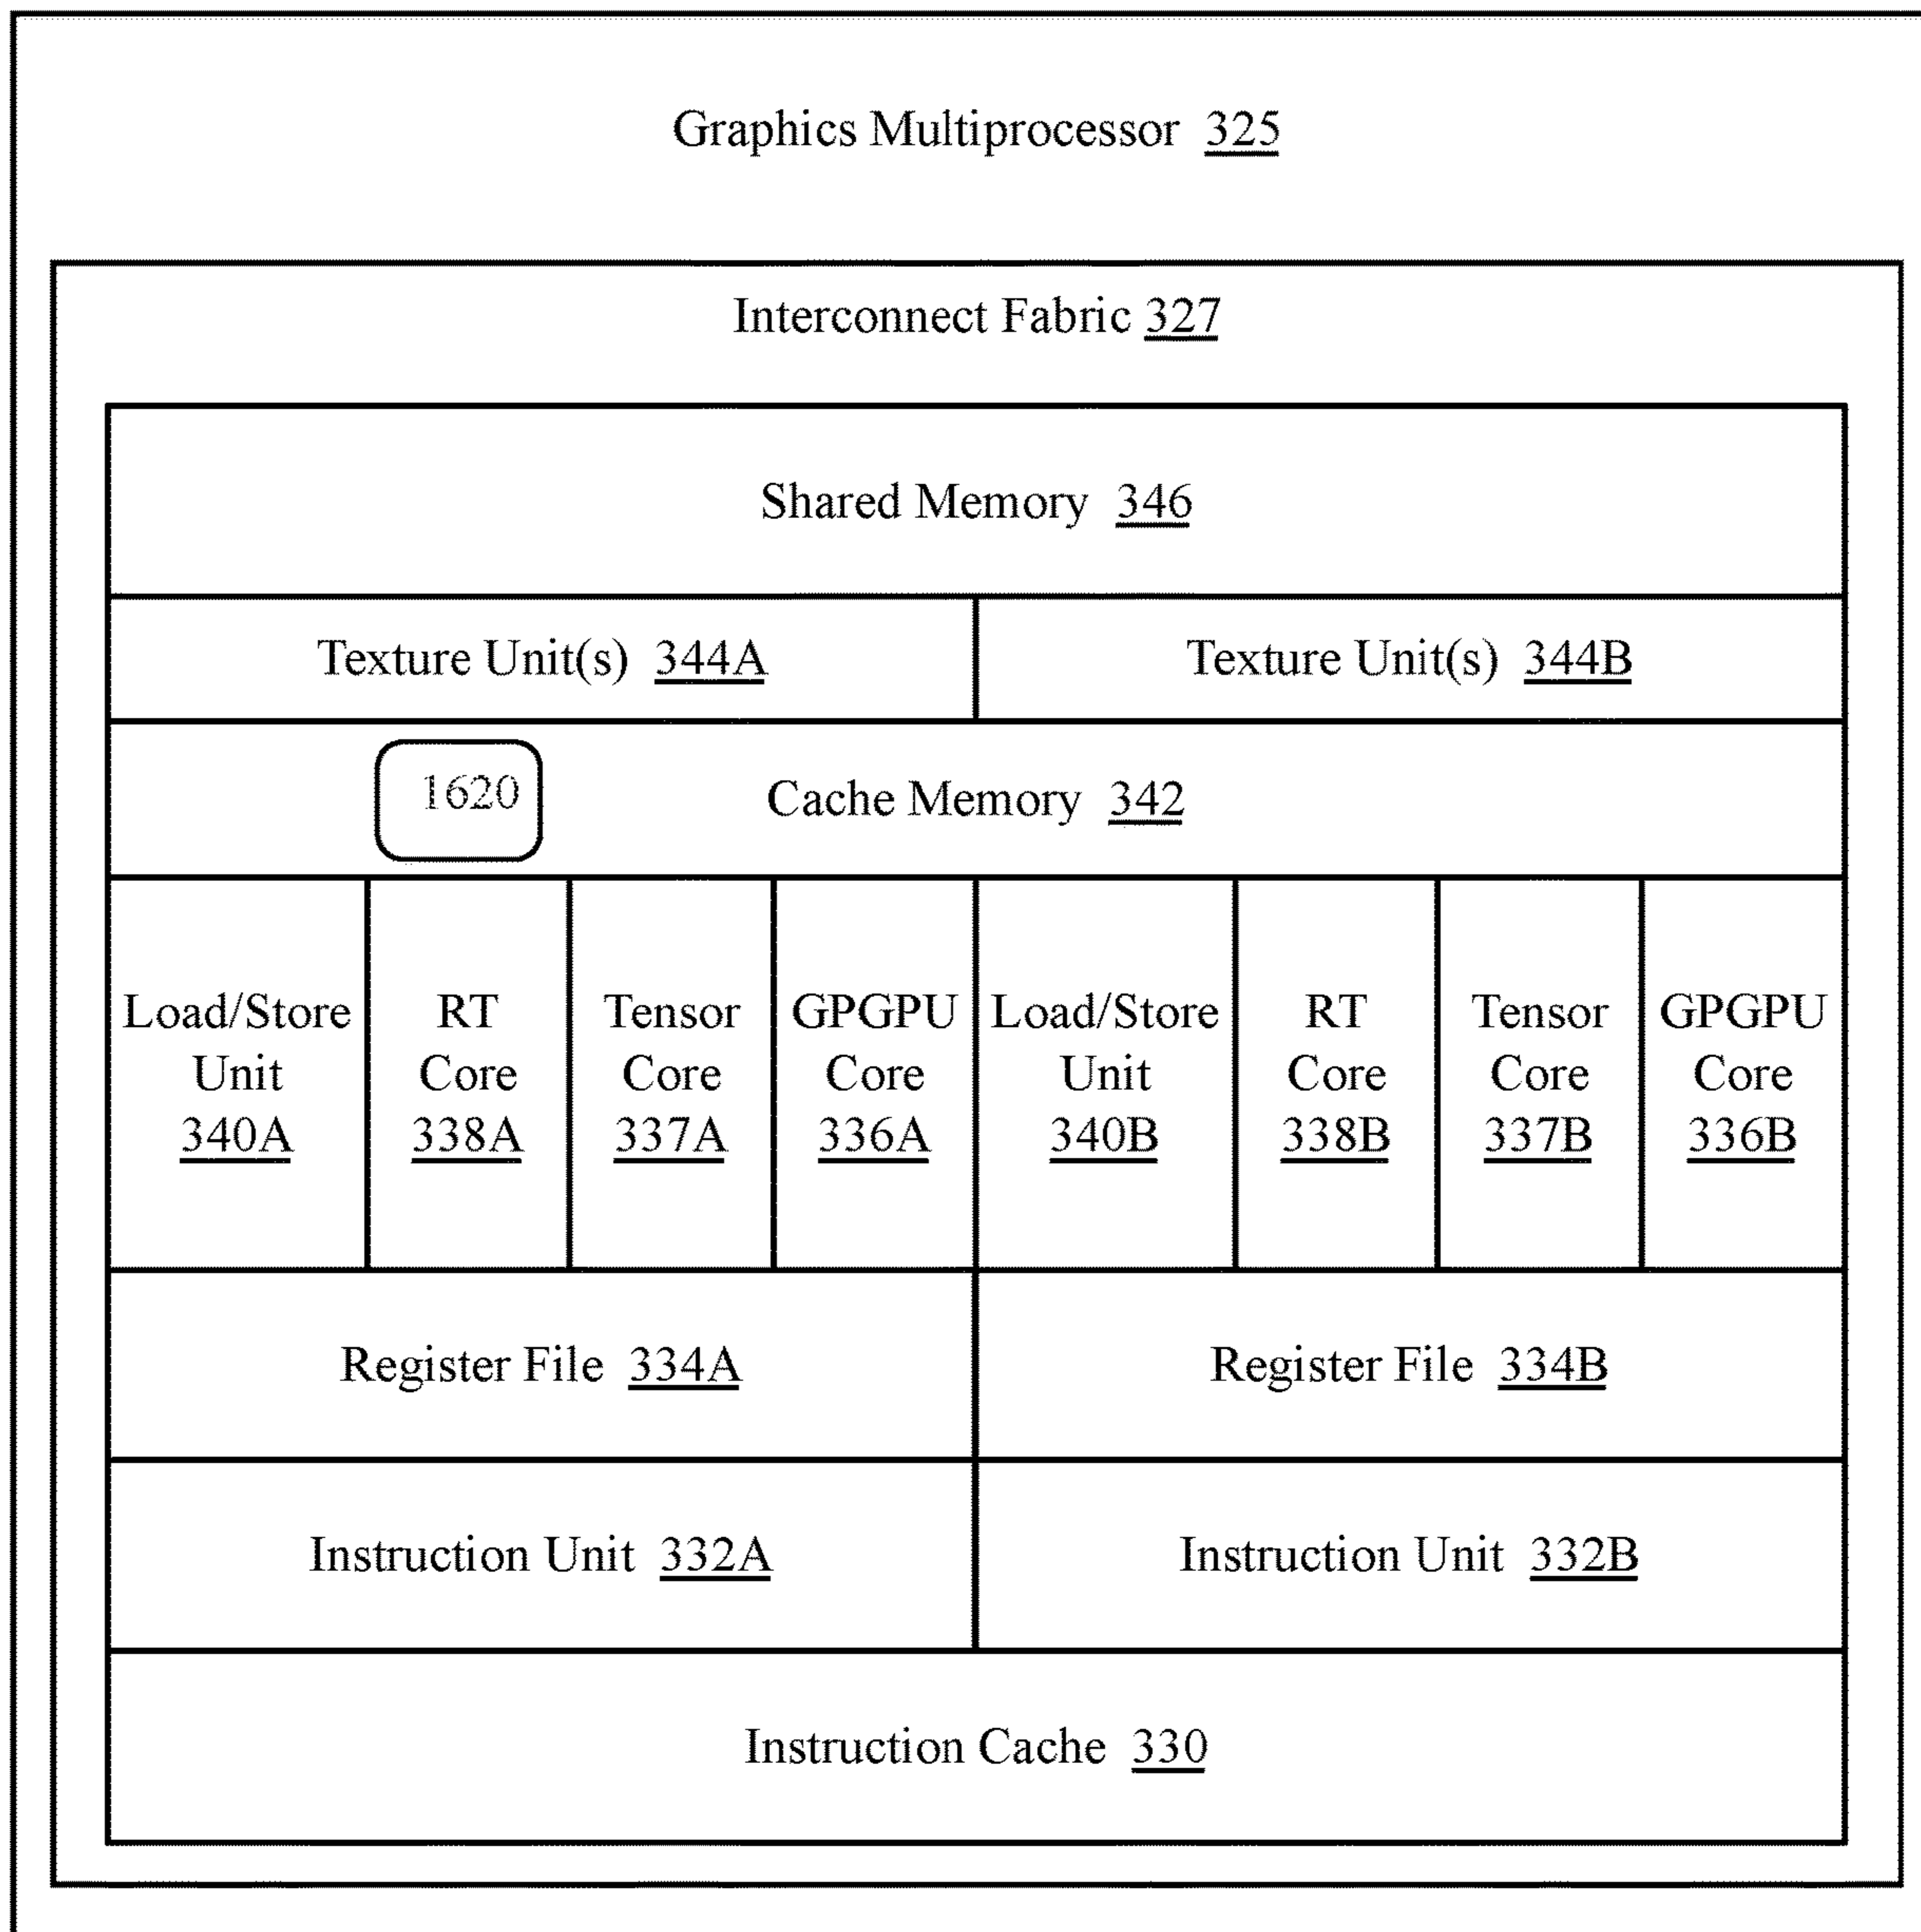 Graphics Multiprocessor 325
Interconnect Fabric 327
Shared Memory 346
Texture Unit(s) 344A
Texture Unit(s) 344B
1620
Cache Memory 342
Load/Store
Unit
340A
RT
Core
338A
Tensor
Core
337A
GPGPU
Core
336A
Load/Store
Unit
340B
RT
Core
338B
Tensor
Core
337B
GPGPU
Core
336B
Register File 334A
Register File 334B
Instruction Unit 332A
Instruction Unit 332B
Instruction Cache 330